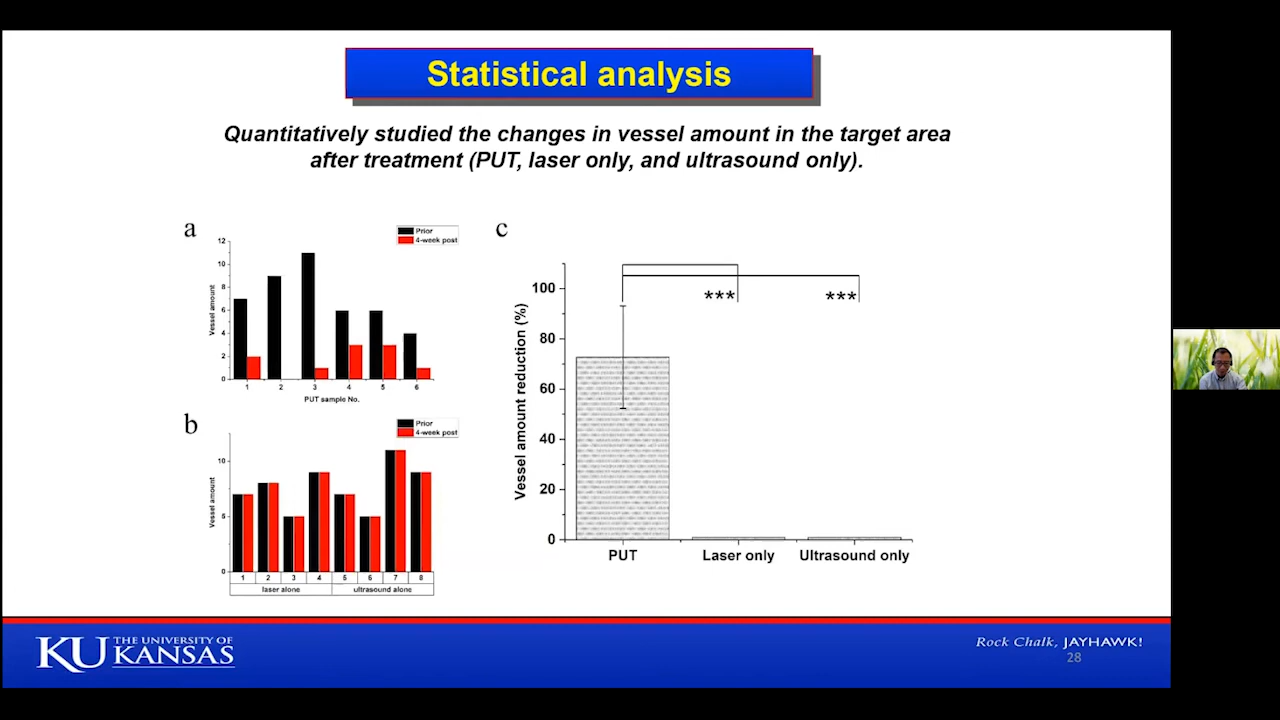 Statistical analysis
Quantitatively studied the changes in vessel amount in the target area
after treatment (PUT, laser only, and ultrasound only).
a
Prior
4-week post
12
10
8
6
4
2
0
Vessel amount
1 2 3 4 5 6
PUT sample No.
b
Prior
4-week post
10
5
0
Vessel amount
1 2 3 4 5 6 7 8
laser alone ultrasound alone
c
100
80
60
40
20
0
Vessel amount reduction (%)
*** ***
PUT Laser only Ultrasound only
KU THE UNIVERSITY OF
KANSAS
Rock Chalk, JAYHAWK!
28